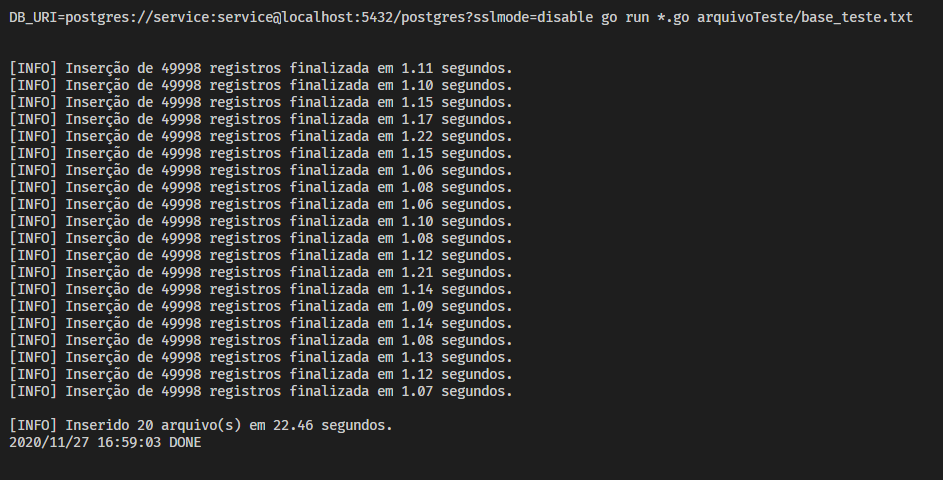 DB_URI=postgres://service:service@localhost:5432/postgres?sslmode=disable go run *.go arquivoTeste/base_teste.txt
[INFO] Inserção de 49998 registros finalizada em 1.11 segundos.
[INFO] Inserção de 49998 registros finalizada em 1.10 segundos.
[INFO] Inserção de 49998 registros finalizada em 1.15 segundos.
[INFO] Inserção de 49998 registros finalizada em 1.17 segundos.
[INFO] Inserção de 49998 registros finalizada em 1.22 segundos.
[INFO] Inserção de 49998 registros finalizada em 1.15 segundos.
[INFO] Inserção de 49998 registros finalizada em 1.06 segundos.
[INFO] Inserção de 49998 registros finalizada em 1.08 segundos.
[INFO] Inserção de 49998 registros finalizada em 1.06 segundos.
[INFO] Inserção de 49998 registros finalizada em 1.10 segundos.
[INFO] Inserção de 49998 registros finalizada em 1.08 segundos.
[INFO] Inserção de 49998 registros finalizada em 1.12 segundos.
[INFO] Inserção de 49998 registros finalizada em 1.21 segundos.
[INFO] Inserção de 49998 registros finalizada em 1.14 segundos.
[INFO] Inserção de 49998 registros finalizada em 1.09 segundos.
[INFO] Inserção de 49998 registros finalizada em 1.14 segundos.
[INFO] Inserção de 49998 registros finalizada em 1.08 segundos.
[INFO] Inserção de 49998 registros finalizada em 1.13 segundos.
[INFO] Inserção de 49998 registros finalizada em 1.12 segundos.
[INFO] Inserção de 49998 registros finalizada em 1.07 segundos.
[INFO] Inserido 20 arquivo(s) em 22.46 segundos.
2020/11/27 16:59:03 DONE